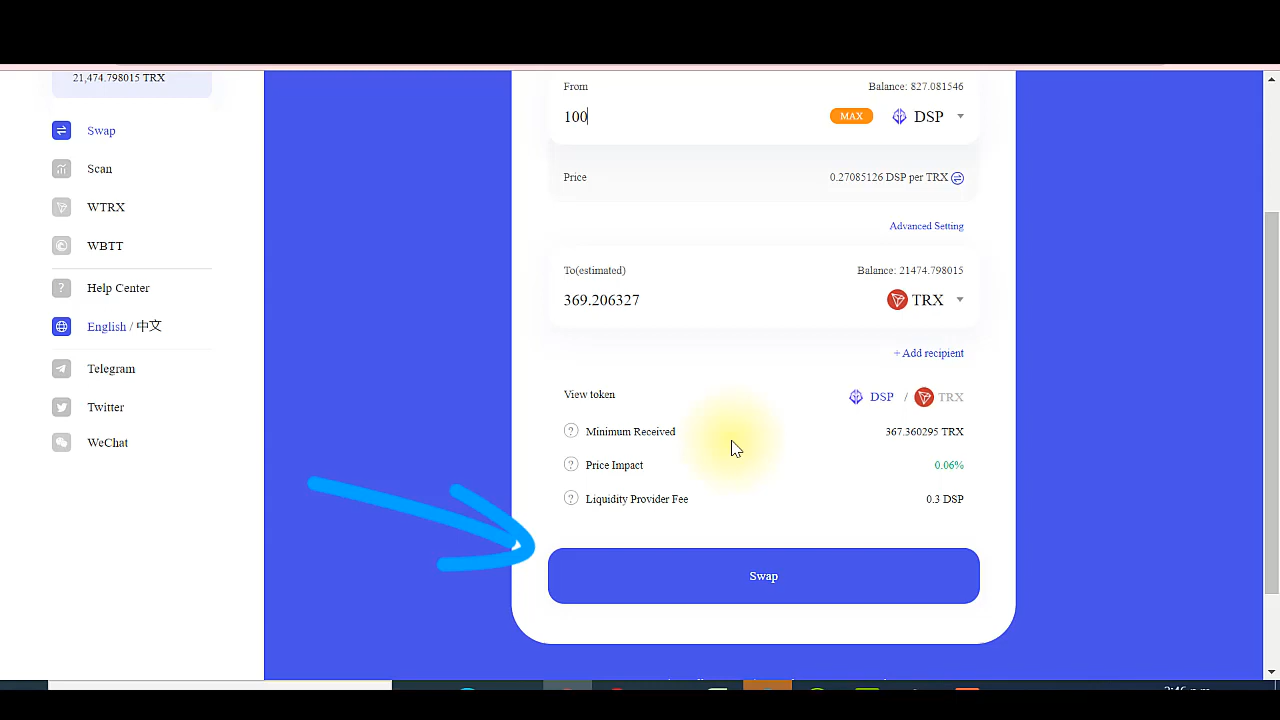 21,474.798015 TRX
Swap
Scan
WTRX
WBTT
Help Center
English / 中文
Telegram
Twitter
WeChat
From
Balance: 827.081546
100
MAX
DSP
Price
0.27085126 DSP per TRX
Advanced Setting
To(estimated)
Balance: 21474.798015
369.206327
TRX
+ Add recipient
View token
DSP / TRX
Minimum Received
367.360295 TRX
Price Impact
0.06%
Liquidity Provider Fee
0.3 DSP
Swap